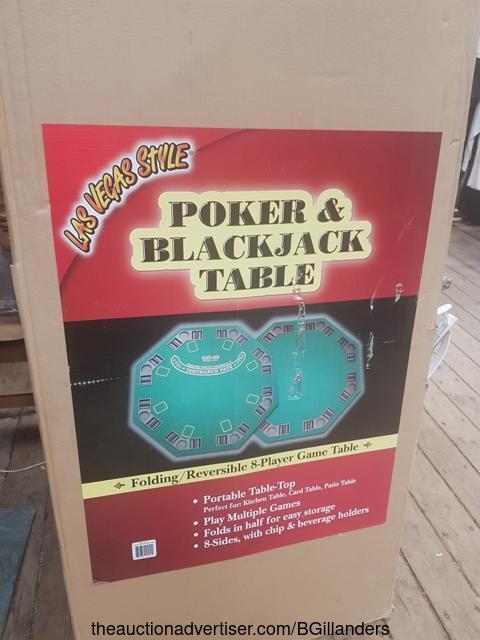 LAS VEGAS STYLE
POKER &
BLACKJACK
TABLE
INSURANCE PAYS
Folding/Reversible 8-Player Game Table
• Portable Table-Top
Perfect for: Kitchen Table, Card Table, Patio Table
• Play Multiple Games
• Folds in half for easy storage
• 8-Sides, with chip & beverage holders
theauctionadvertiser.com/BGillanders